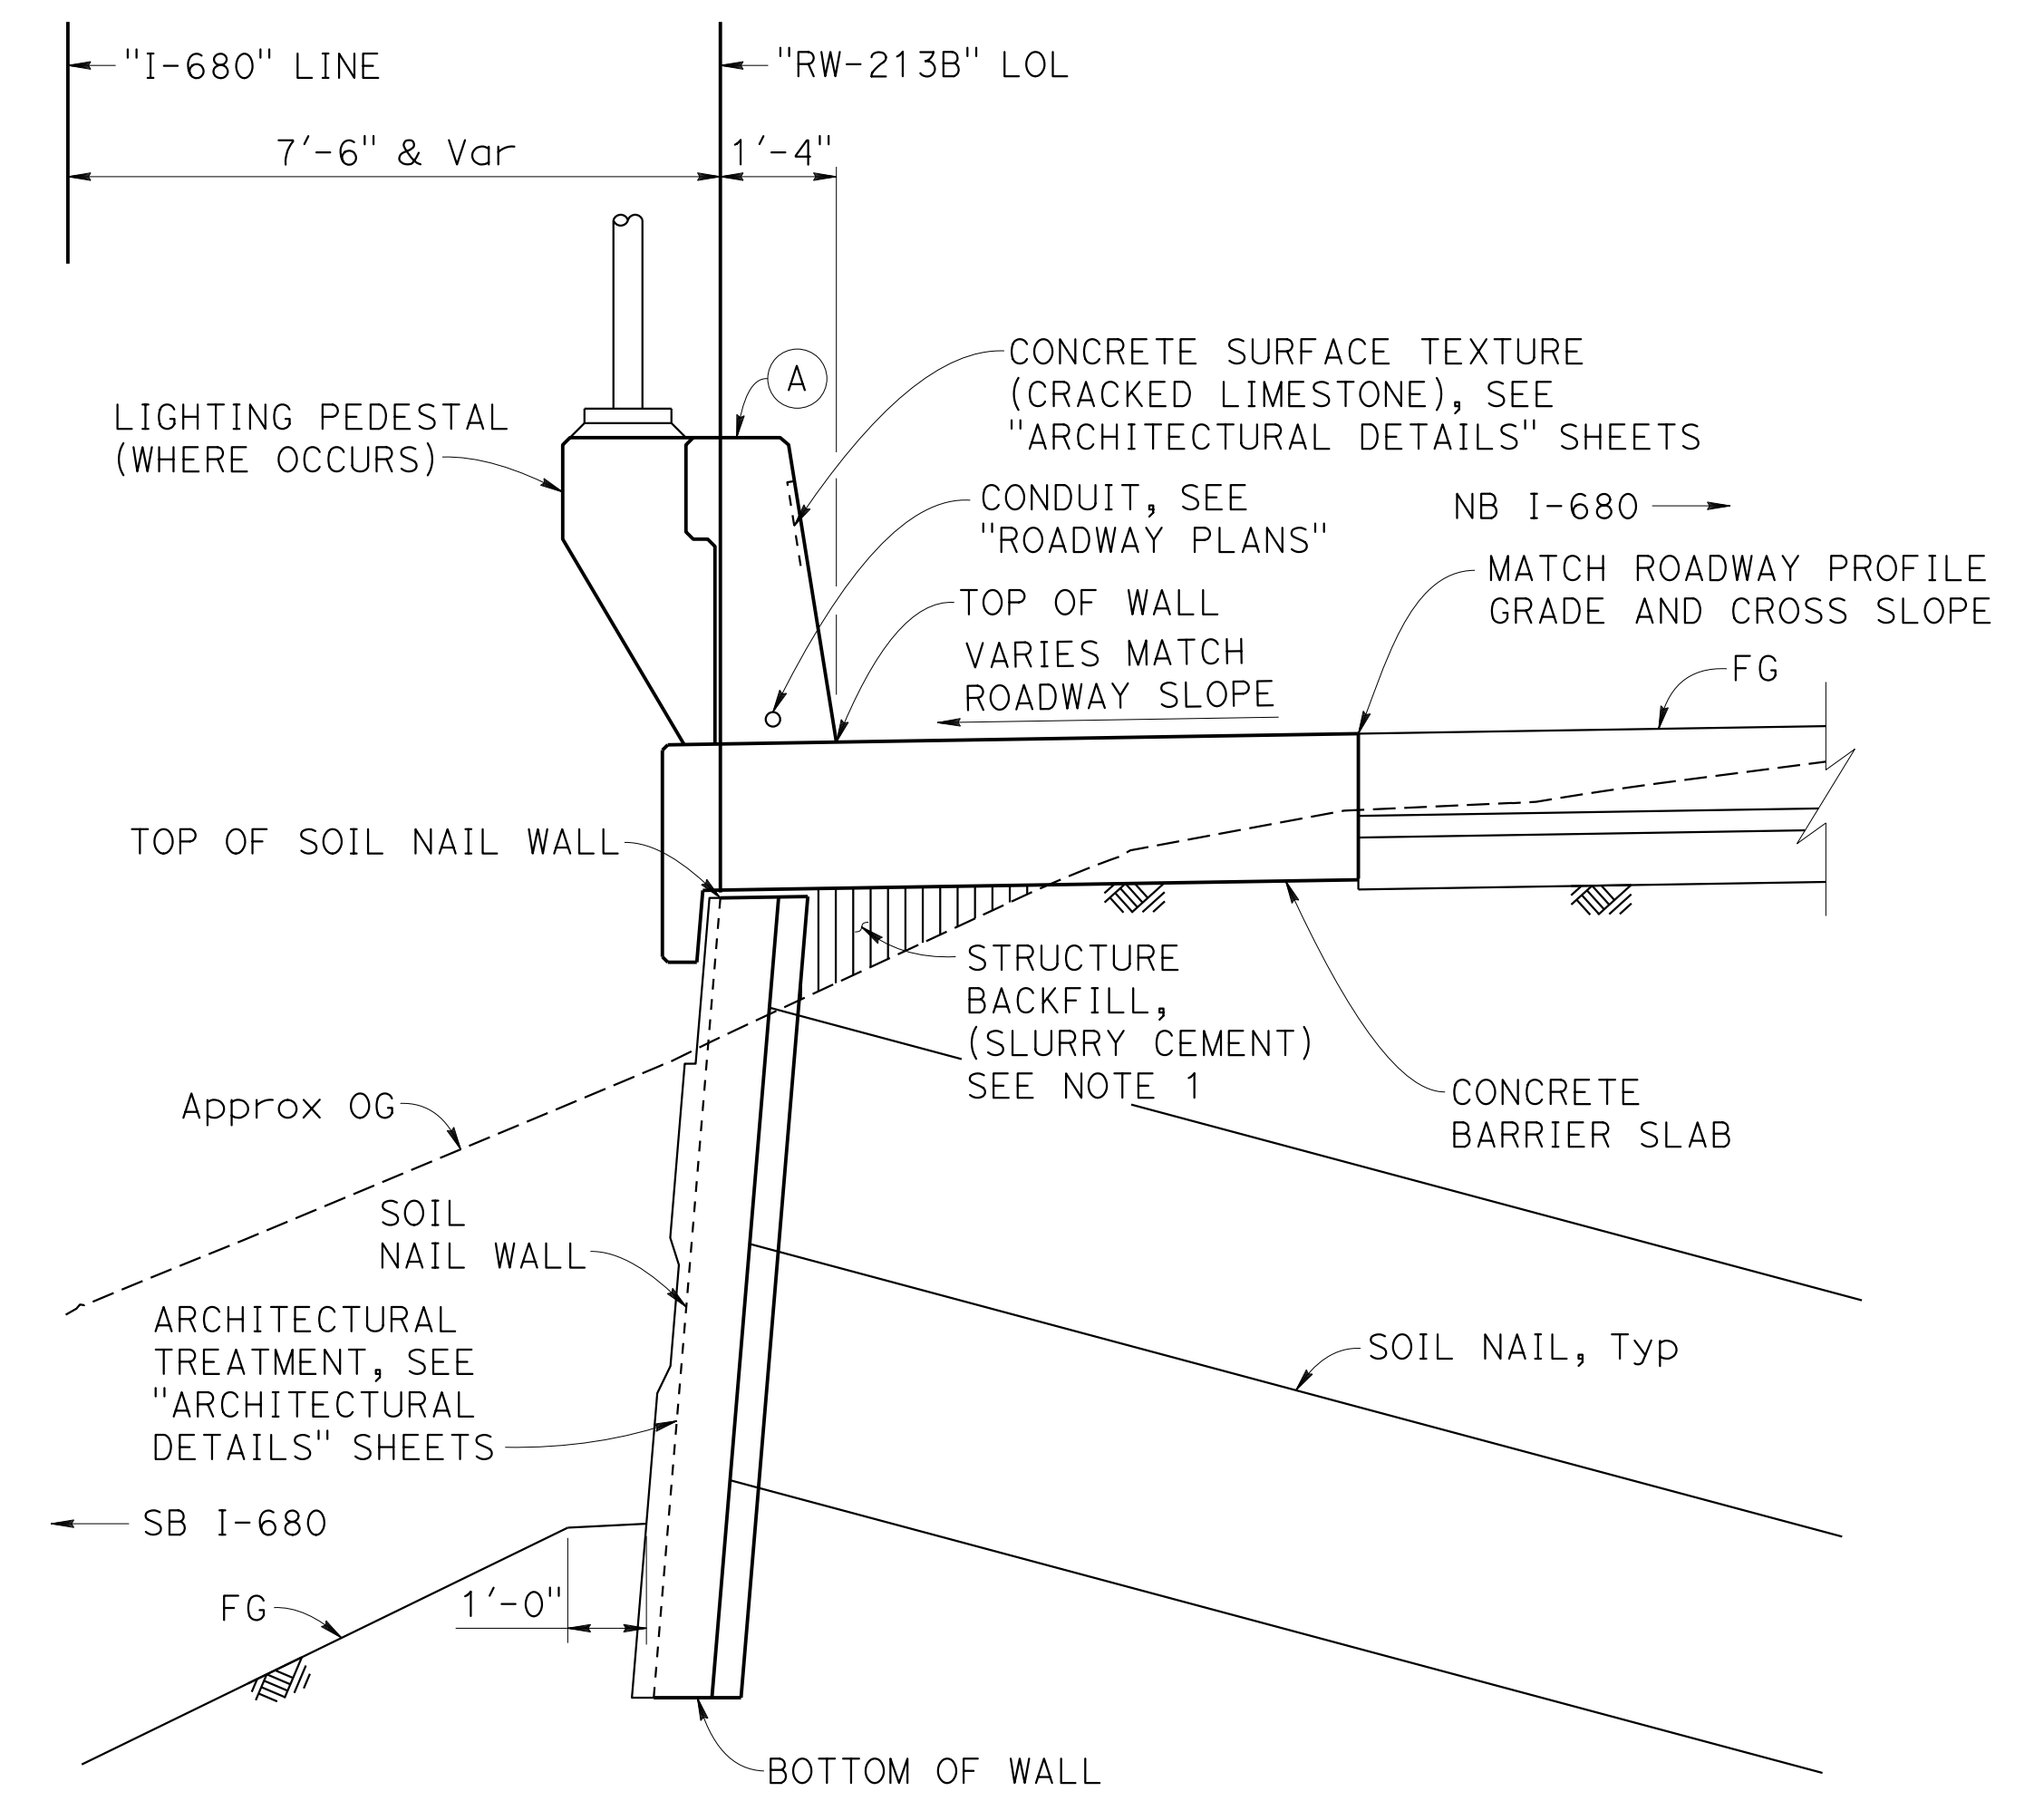 "I-680" LINE
"RW-213B" LOL
7'-6" & Var
1'-4"
A
CONCRETE SURFACE TEXTURE
(CRACKED LIMESTONE), SEE
"ARCHITECTURAL DETAILS" SHEETS
LIGHTING PEDESTAL
(WHERE OCCURS)
CONDUIT, SEE
"ROADWAY PLANS"
NB I-680
MATCH ROADWAY PROFILE
GRADE AND CROSS SLOPE
TOP OF WALL
VARIES MATCH
ROADWAY SLOPE
FG
TOP OF SOIL NAIL WALL
STRUCTURE
BACKFILL,
(SLURRY CEMENT)
SEE NOTE 1
Approx OG
CONCRETE
BARRIER SLAB
SOIL
NAIL WALL
ARCHITECTURAL
TREATMENT, SEE
"ARCHITECTURAL
DETAILS" SHEETS
SOIL NAIL, Typ
SB I-680
FG
1'-0"
BOTTOM OF WALL